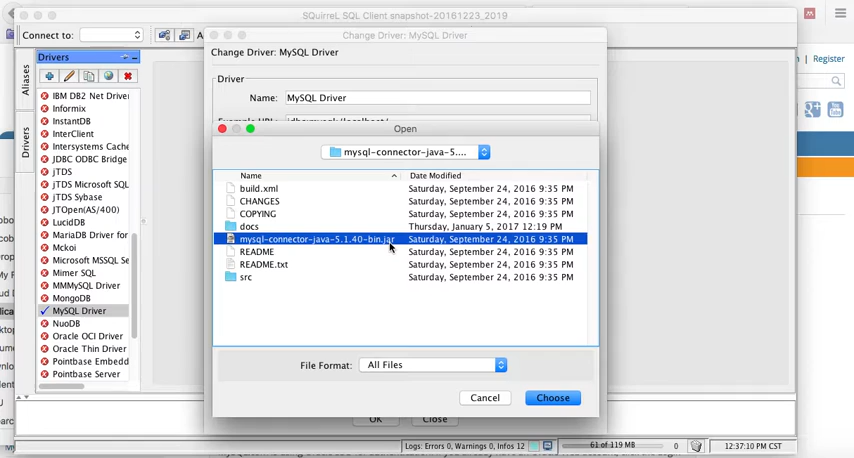 SQuirreL SQL Client snapshot-20161223_2019
Connect to:
Change Driver: MySQL Driver
Register
Change Driver: MySQL Driver
Drivers
Aliases
Drivers
Driver
Name: MySQL Driver
Open
mysql-connector-java-5....
Name Date Modified
build.xml Saturday, September 24, 2016 9:35 PM
CHANGES Saturday, September 24, 2016 9:35 PM
COPYING Saturday, September 24, 2016 9:35 PM
docs Thursday, January 5, 2017 12:19 PM
mysql-connector-java-5.1.40-bin.jar Saturday, September 24, 2016 9:35 PM
README Saturday, September 24, 2016 9:35 PM
README.txt Saturday, September 24, 2016 9:35 PM
src Saturday, September 24, 2016 9:35 PM
File Format: All Files
Cancel Choose
IBM DB2 Net Driver
Informix
InstantDB
InterClient
Intersystems Cache
JDBC ODBC Bridge
jTDS
jTDS Microsoft SQL
jTDS Sybase
JTOpen(AS/400)
LucidDB
MariaDB Driver for
Mckoi
Microsoft MSSQL Se
Mimer SQL
MMMySQL Driver
MongoDB
MySQL Driver
NuoDB
Oracle OCI Driver
Oracle Thin Driver
Pointbase Embedd
Pointbase Server
OK Close
Logs: Errors 0, Warnings 0, Infos 12
61 of 119 MB 0
12:37:10 PM CST